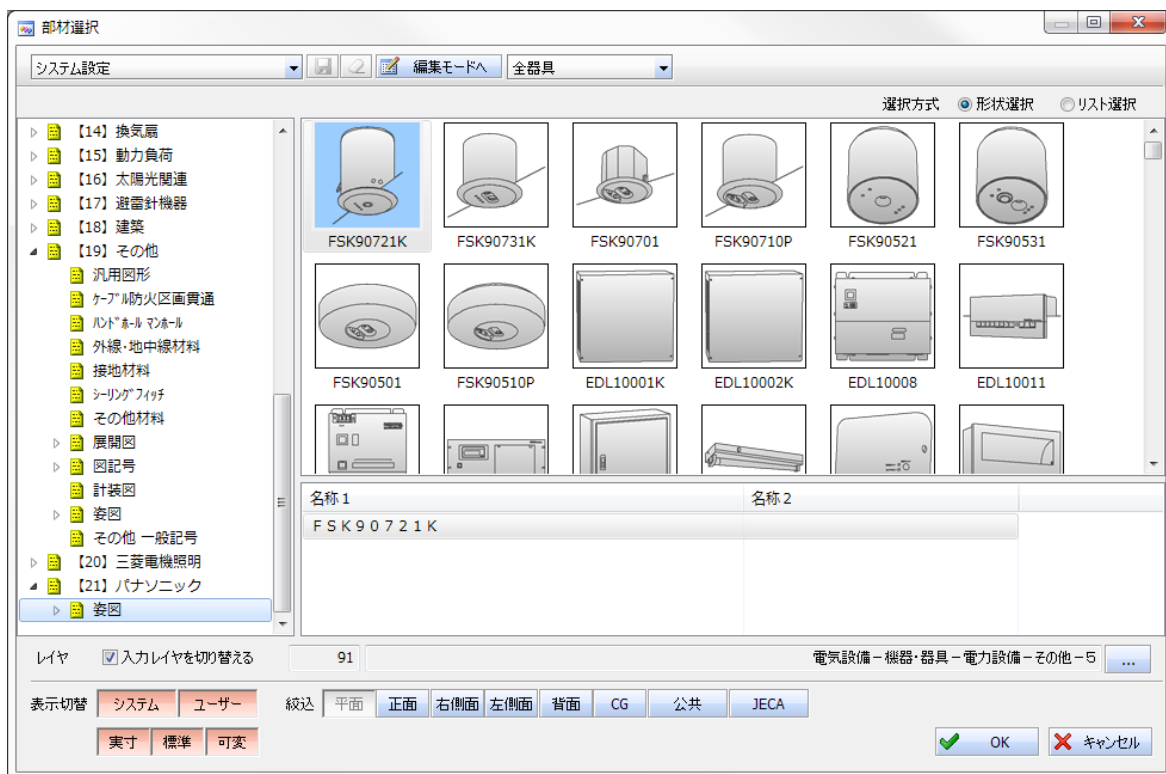 部材選択
システム設定 編集モードへ 全器具
選択方式 形状選択 リスト選択
【14】換気扇
【15】動力負荷
【16】太陽光関連
【17】避雷針機器
【18】建築
【19】その他
汎用図形
ｹｰﾌﾞﾙ防火区画貫通
ﾊﾝﾄﾞﾎｰﾙ ﾏﾝﾎｰﾙ
外線・地中線材料
接地材料
ｼｰﾘﾝｸﾞﾌｨｯﾁ
その他材料
展開図
図記号
計装図
姿図
その他 一般記号
【20】三菱電機照明
【21】パナソニック
姿図
FSK90721K FSK90731K FSK90701 FSK90710P FSK90521 FSK90531
FSK90501 FSK90510P EDL10001K EDL10002K EDL10008 EDL10011
名称1 名称2
ＦＳＫ９０７２１Ｋ
レイヤ 入力レイヤを切り替える 91 電気設備－機器・器具－電力設備－その他－5 ...
表示切替 システム ユーザー 絞込 平面 正面 右側面 左側面 背面 CG 公共 JECA
実寸 標準 可変 OK キャンセル